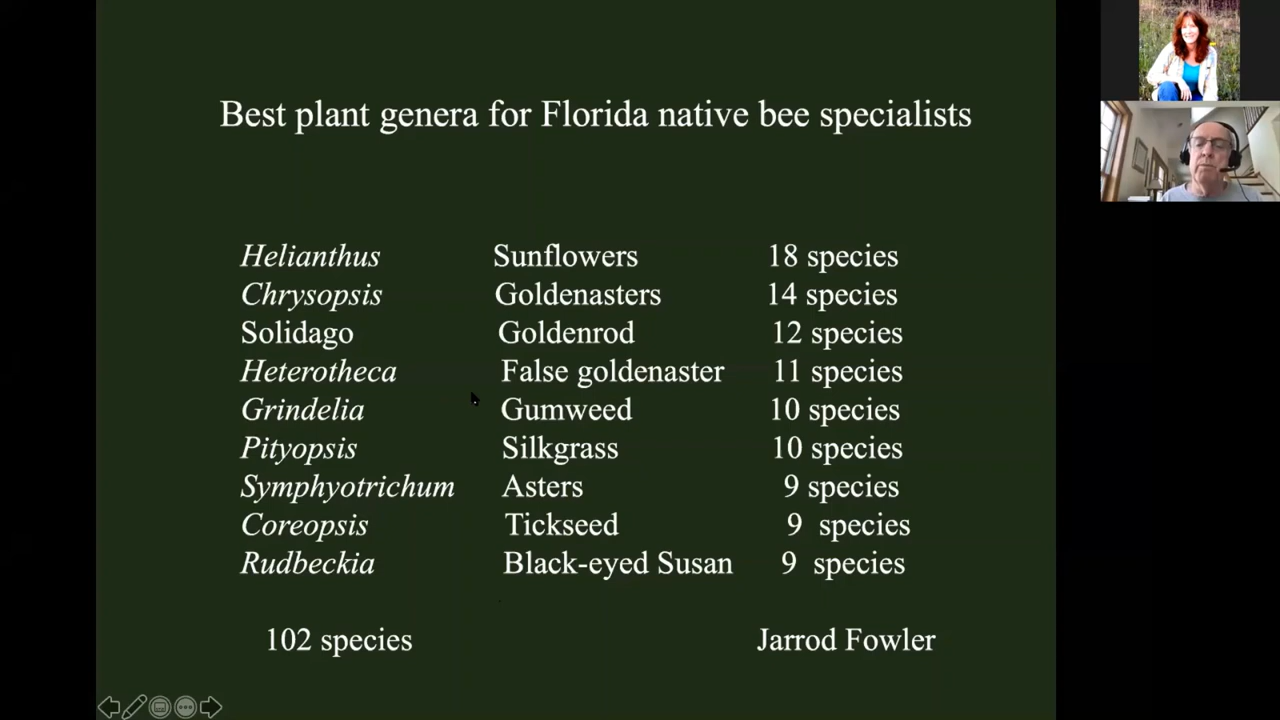 Best plant genera for Florida native bee specialists
Helianthus Sunflowers 18 species
Chrysopsis Goldenasters 14 species
Solidago Goldenrod 12 species
Heterotheca False goldenaster 11 species
Grindelia Gumweed 10 species
Pityopsis Silkgrass 10 species
Symphyotrichum Asters 9 species
Coreopsis Tickseed 9 species
Rudbeckia Black-eyed Susan 9 species
102 species Jarrod Fowler